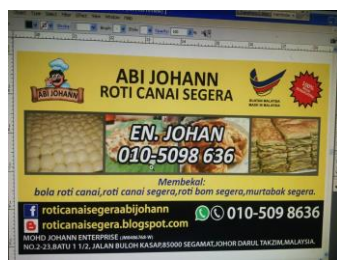 ABI JOHANN
ABI JOHANN
ROTI CANAI SEGERA
BUATAN MALAYSIA
MADE IN MALAYSIA
EN. JOHAN
010-5098 636
Membekal:
bola roti canai,roti canai segera,roti bom segera,murtabak segera.
roticanaisegeraabijohann
010-509 8636
roticanaisegera.blogspot.com
MOHD JOHANN ENTERPRISE
NO.2-23,BATU 1 1/2, JALAN BULOH KASAP,85000 SEGAMAT,JOHOR DARUL TAKZIM,MALAYSIA.